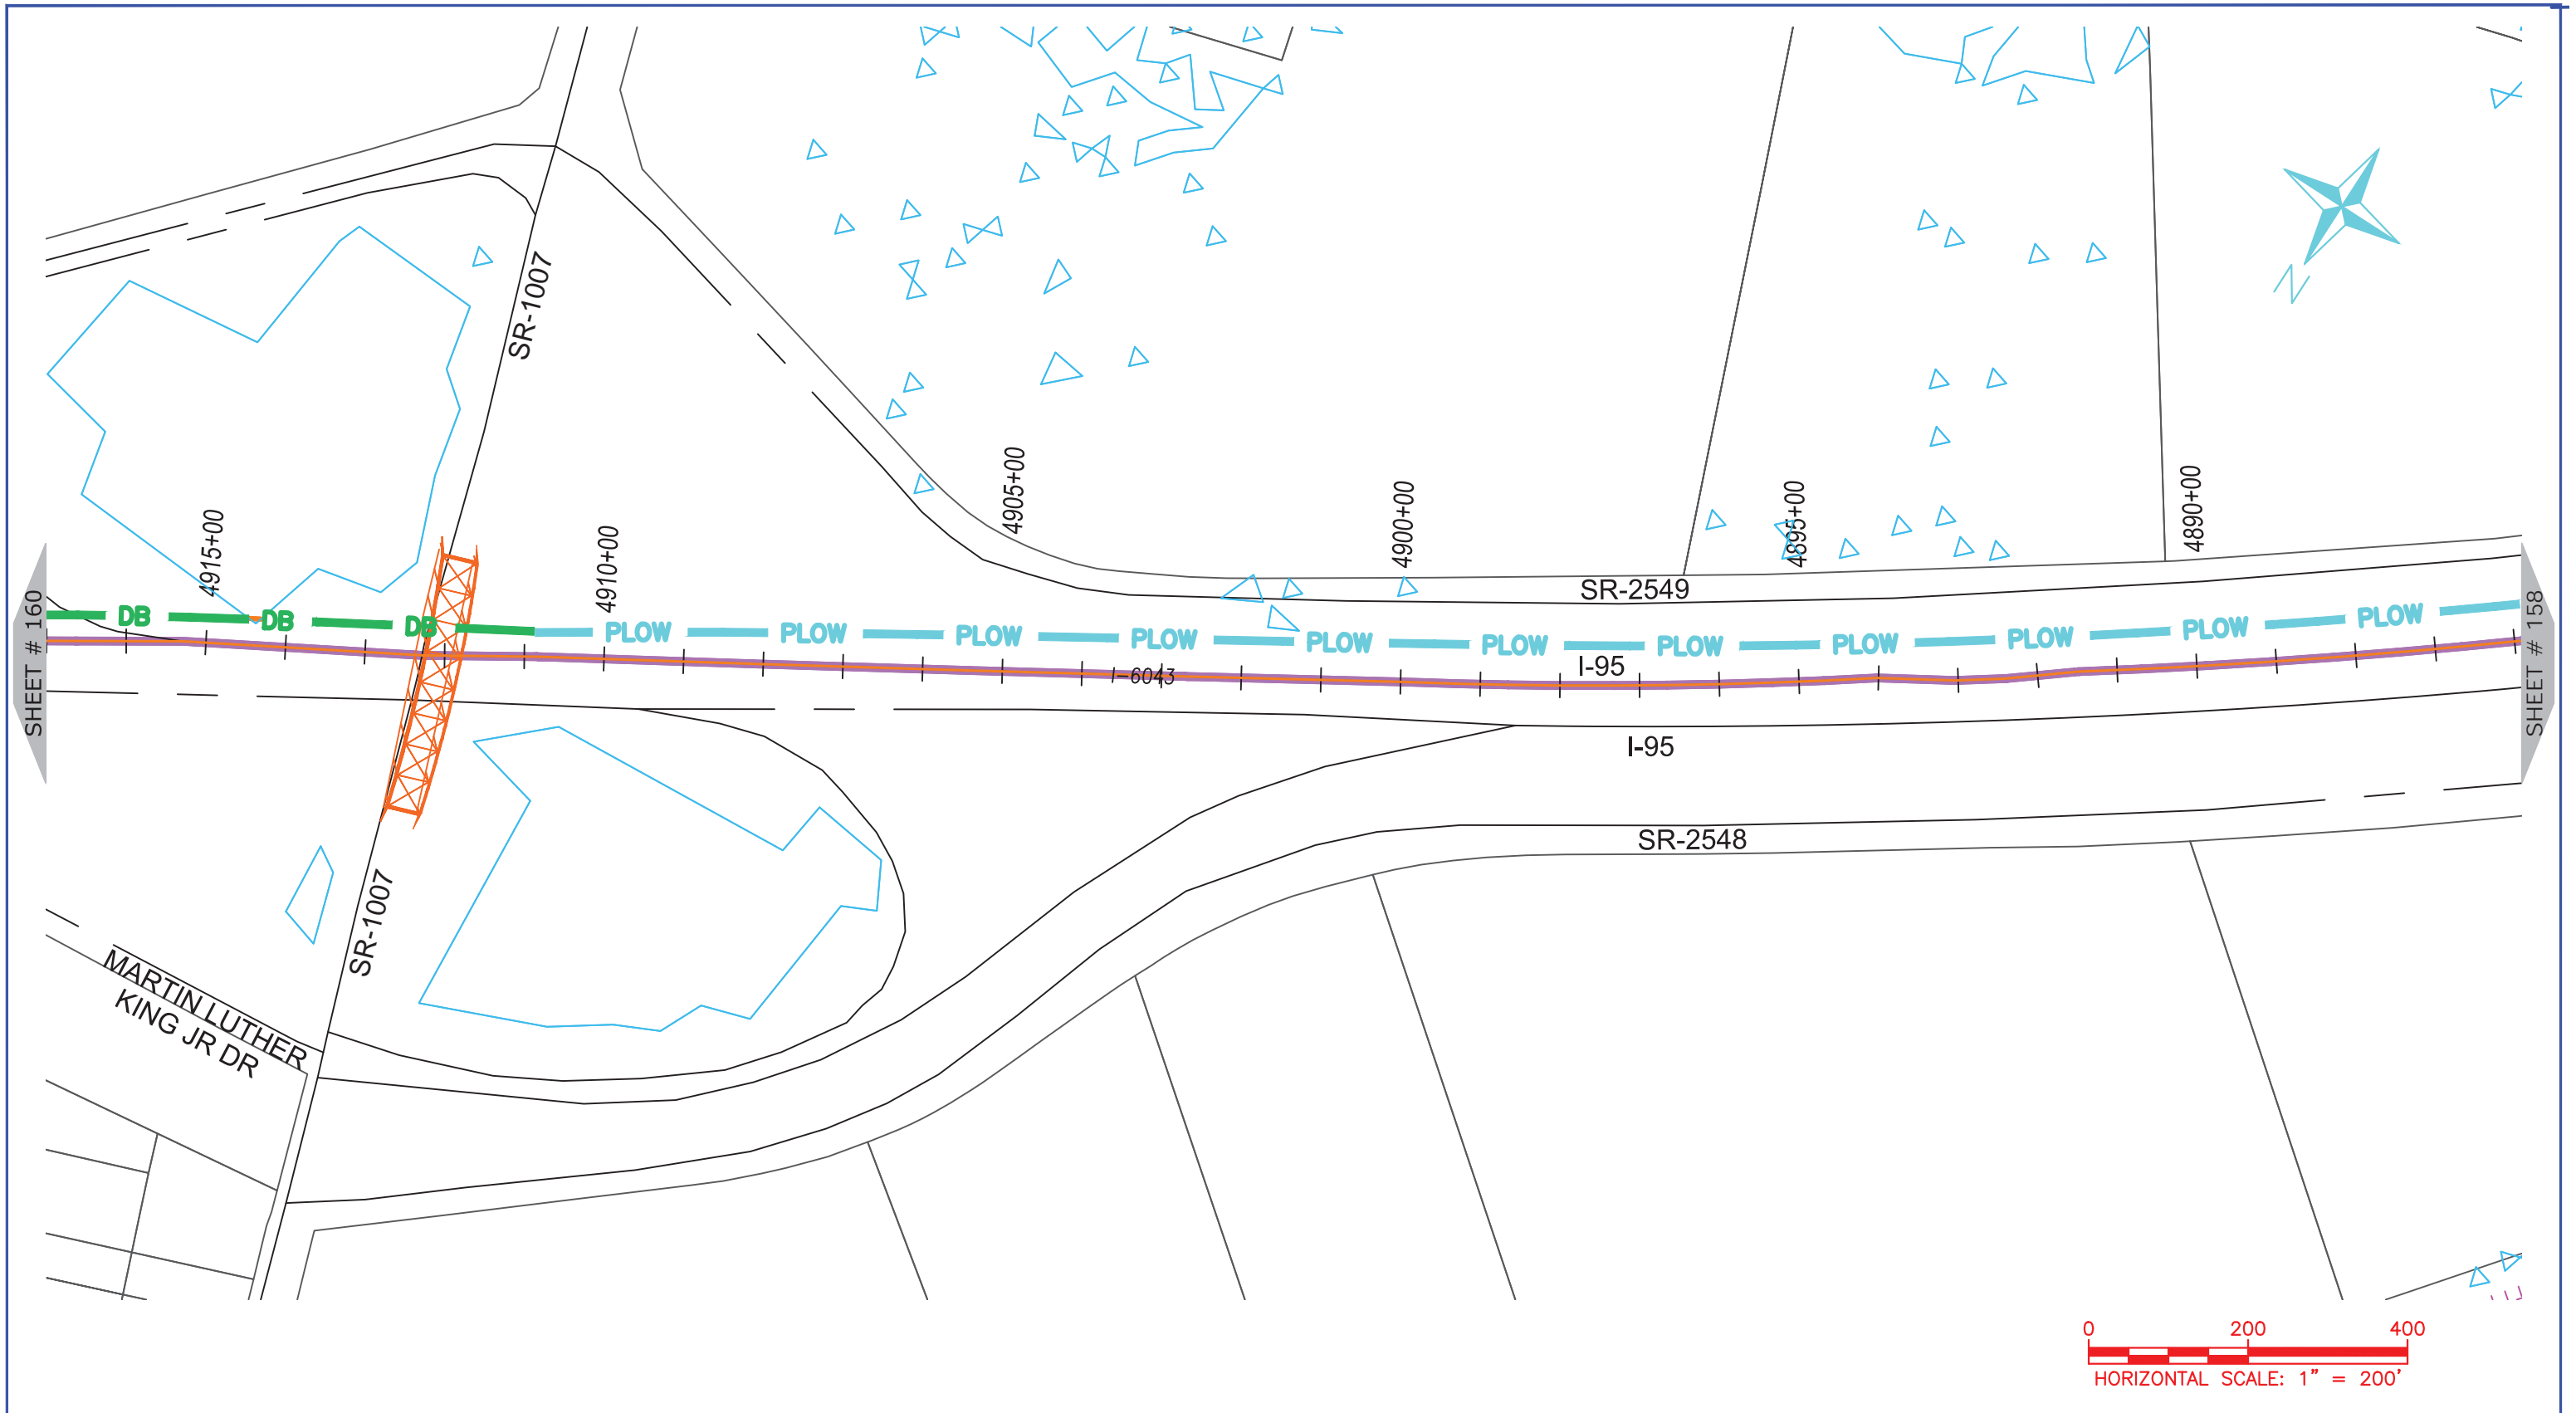 SR-1007
4915+00
4910+00
4905+00
4900+00
4895+00
4890+00
N
SHEET # 160
SHEET # 158
SR-2549
DB
DB
DB
PLOW
PLOW
PLOW
PLOW
PLOW
PLOW
PLOW
PLOW
PLOW
PLOW
PLOW
I-95
I-6043
I-95
SR-2548
SR-1007
MARTIN LUTHER
KING JR DR
0 200 400
HORIZONTAL SCALE: 1" = 200'